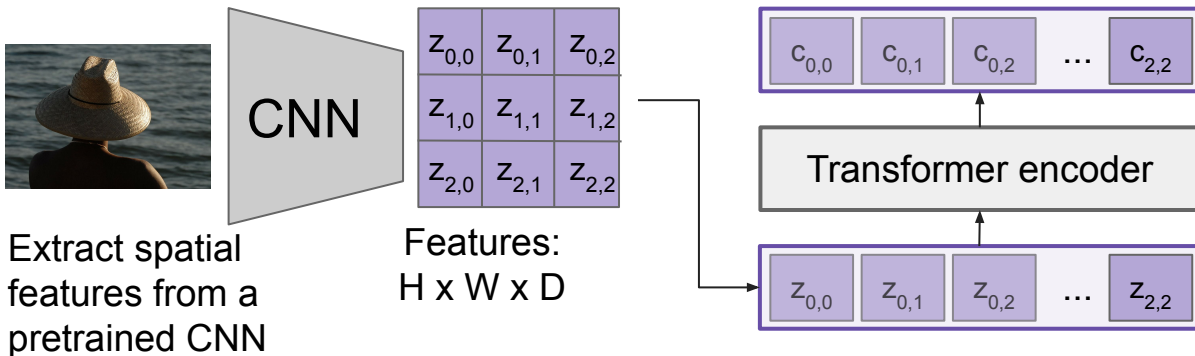 CNN
z0,0 z0,1 z0,2
z1,0 z1,1 z1,2
z2,0 z2,1 z2,2
Extract spatial
features from a
pretrained CNN
Features:
H x W x D
c0,0 c0,1 c0,2 ... c2,2
Transformer encoder
z0,0 z0,1 z0,2 ... z2,2